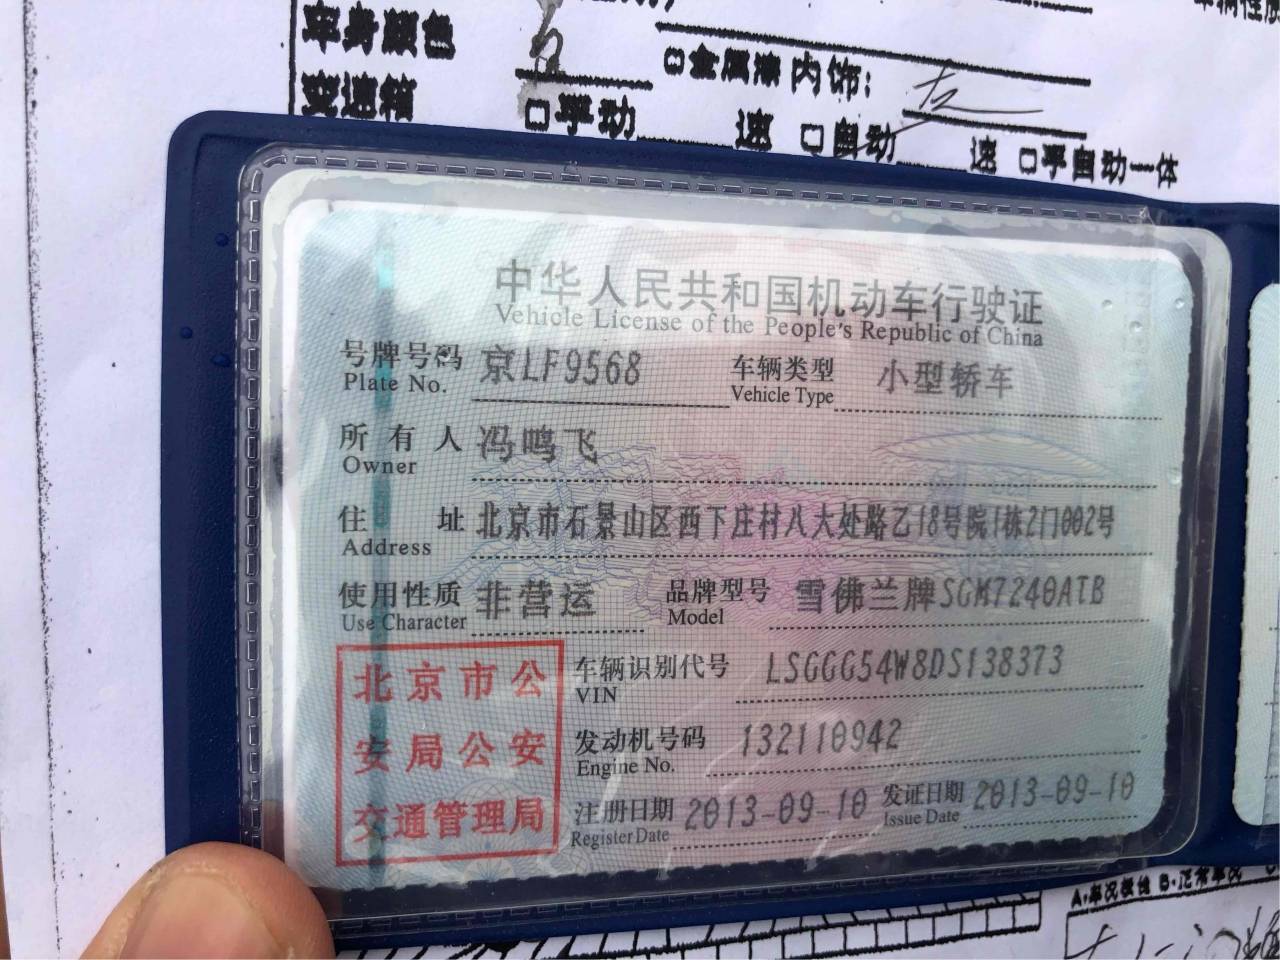 车身颜色
□金属漆 内饰:
变速箱 □手动 速 □自动 速 □手自动一体
中华人民共和国机动车行驶证
Vehicle License of the People's Republic of China
号牌号码 京LF9568 车辆类型 小型轿车
Plate No. Vehicle Type
所有人 冯鸣飞
Owner
住址 北京市石景山区西下庄村八大处路乙18号院1栋2门002号
Address
使用性质 非营运 品牌型号 雪佛兰牌SGM7240ATB
Use Character Model
北京市公
安局公安
交通管理局
车辆识别代号 LSGGG54W8DS138373
VIN
发动机号码 132110942
Engine No.
注册日期 2013-09-10 发证日期 2013-09-10
Register Date Issue Date